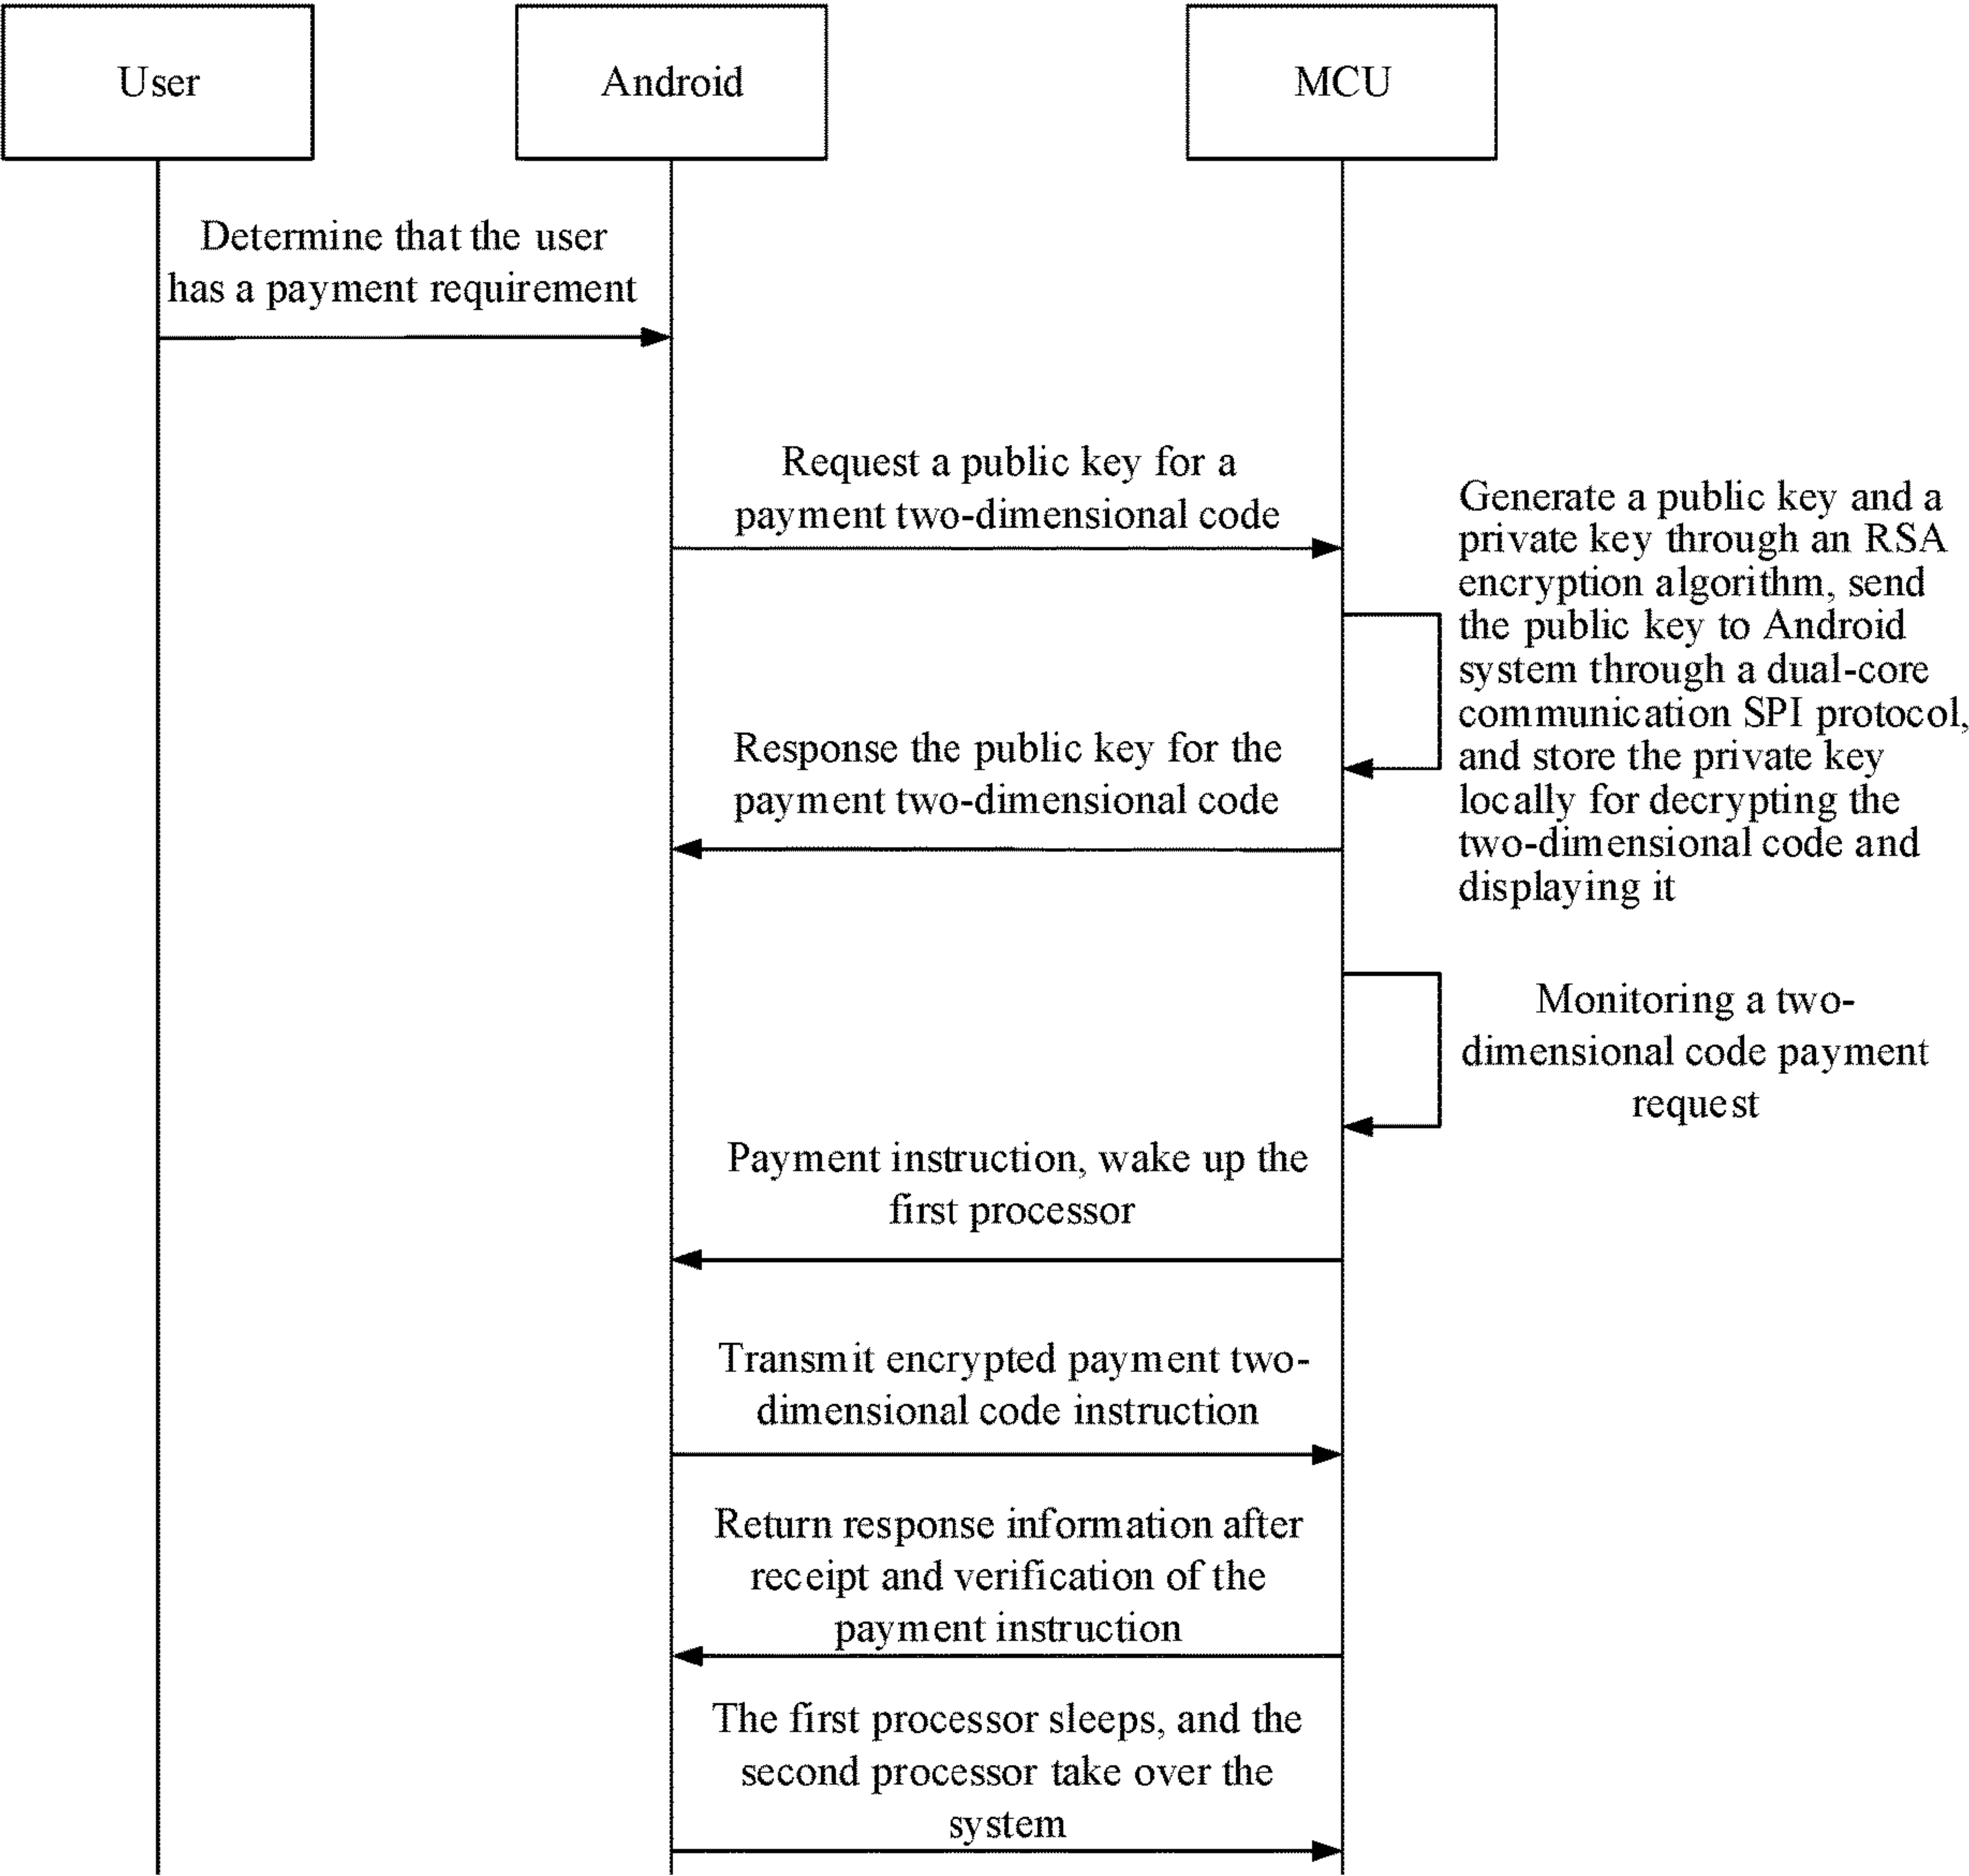 User
Android
MCU
Determine that the user
has a payment requirement
Request a public key for a
payment two-dimensional code
Generate a public key and a
private key through an RSA
encryption algorithm, send
the public key to Android
system through a dual-core
communication SPI protocol,
and store the private key
locally for decrypting the
two-dimensional code and
displaying it
Response the public key for the
payment two-dimensional code
Monitoring a two-
dimensional code payment
request
Payment instruction, wake up the
first processor
Transmit encrypted payment two-
dimensional code instruction
Return response information after
receipt and verification of the
payment instruction
The first processor sleeps, and the
second processor take over the
system